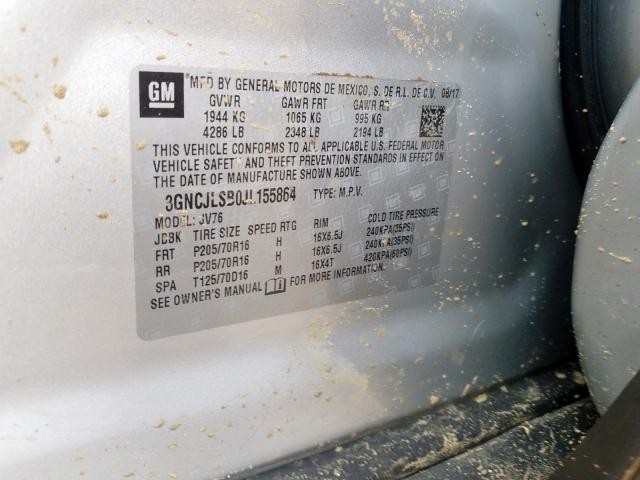 GM
MFD BY GENERAL MOTORS DE MEXICO, S. DE R.L. DE C.V. 08/17
GVWR GAWR FRT GAWR RR
1944 KG 1065 KG 995 KG
4286 LB 2348 LB 2194 LB
THIS VEHICLE CONFORMS TO ALL APPLICABLE U.S. FEDERAL MOTOR
VEHICLE SAFETY AND THEFT PREVENTION STANDARDS IN EFFECT ON
THE DATE OF MANUFACTURE SHOWN ABOVE.
3GNCJLSB0JL155864 TYPE: M.P.V.
MODEL: JV76
JCBK TIRE SIZE SPEED RTG RIM COLD TIRE PRESSURE
FRT P205/70R16 H 16X6.5J 240KPA(35PSI)
RR P205/70R16 H 16X6.5J 240KPA(35PSI)
SPA T125/70D16 M 16X4T 420KPA(60PSI)
SEE OWNER'S MANUAL FOR MORE INFORMATION.